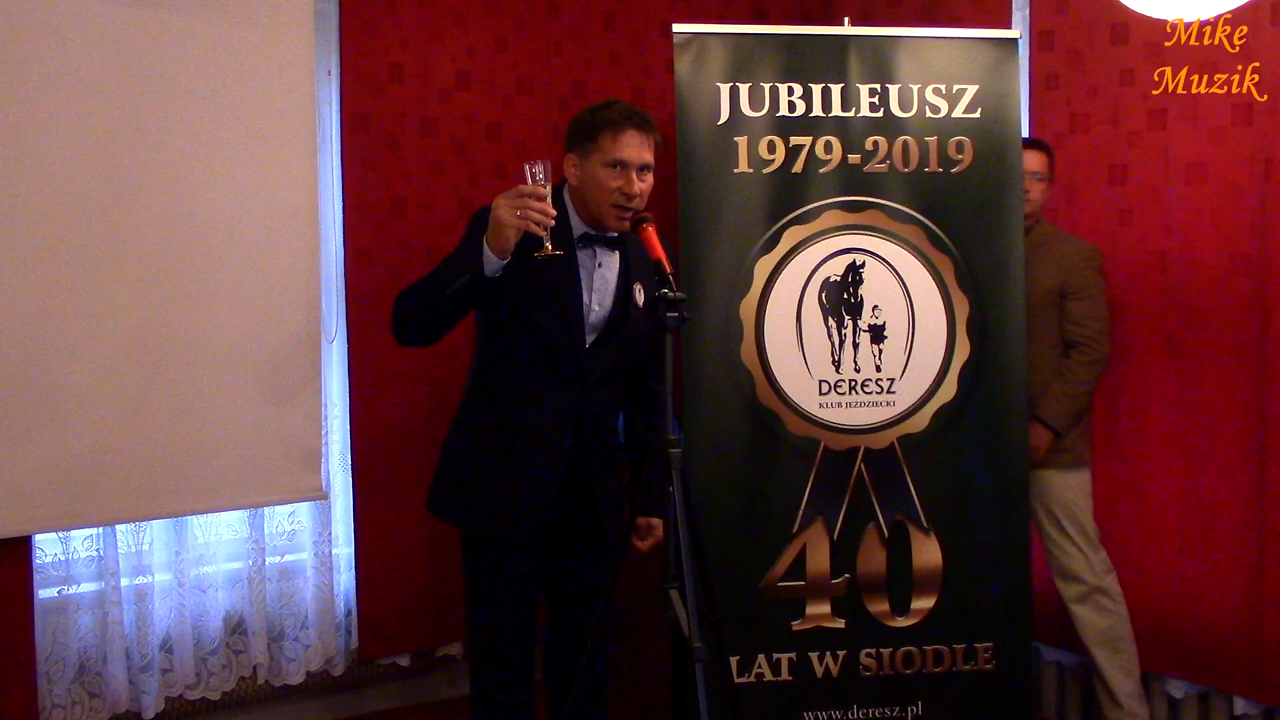 Mike
Muzik
JUBILEUSZ
1979-2019
DERESZ
KLUB JEŹDZIECKI
40
LAT W SIODLE
www.deresz.pl